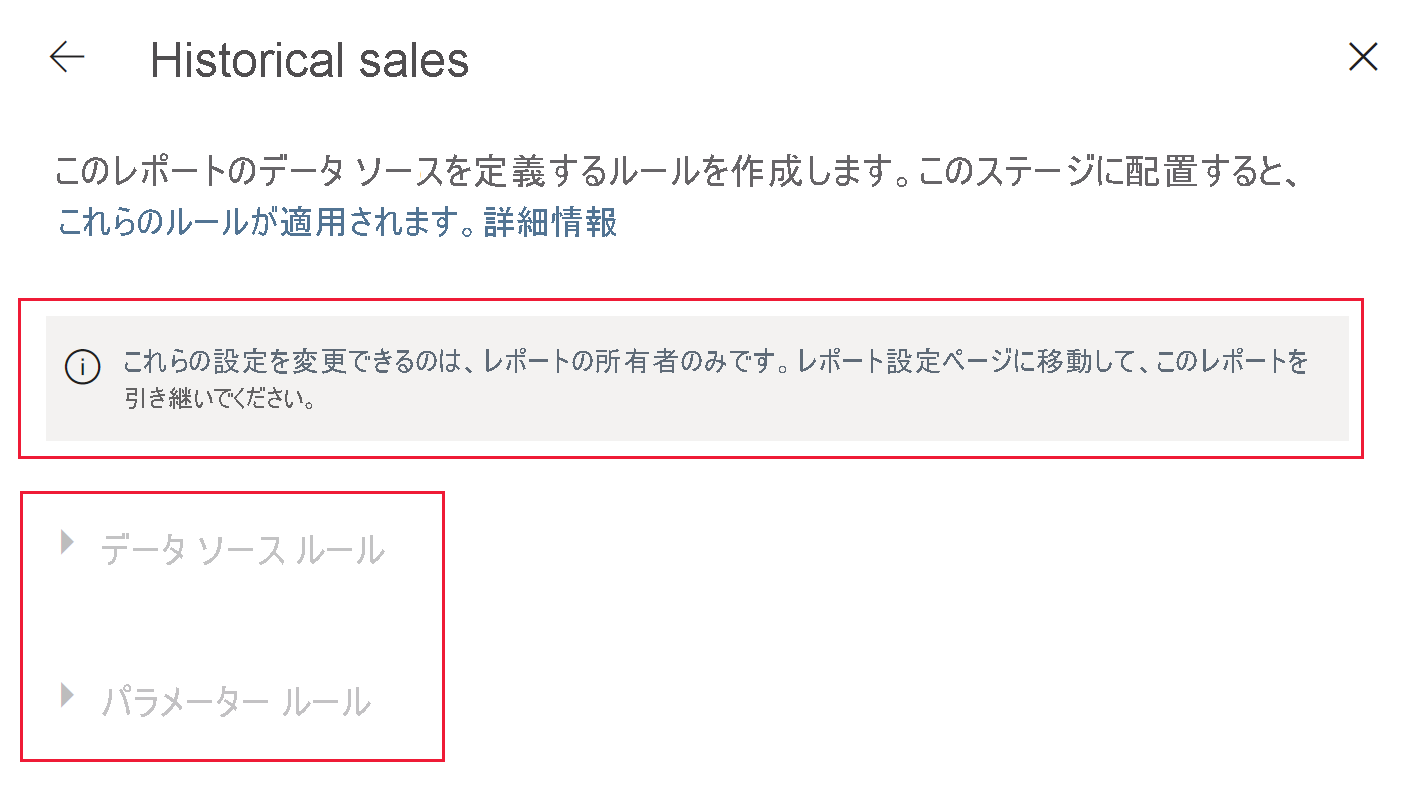 Historical sales
このレポートのデータ ソースを定義するルールを作成します。このステージに配置すると、
これらのルールが適用されます。詳細情報
これらの設定を変更できるのは、レポートの所有者のみです。レポート設定ページに移動して、このレポートを
引き継いでください。
データ ソース ルール
パラメーター ルール